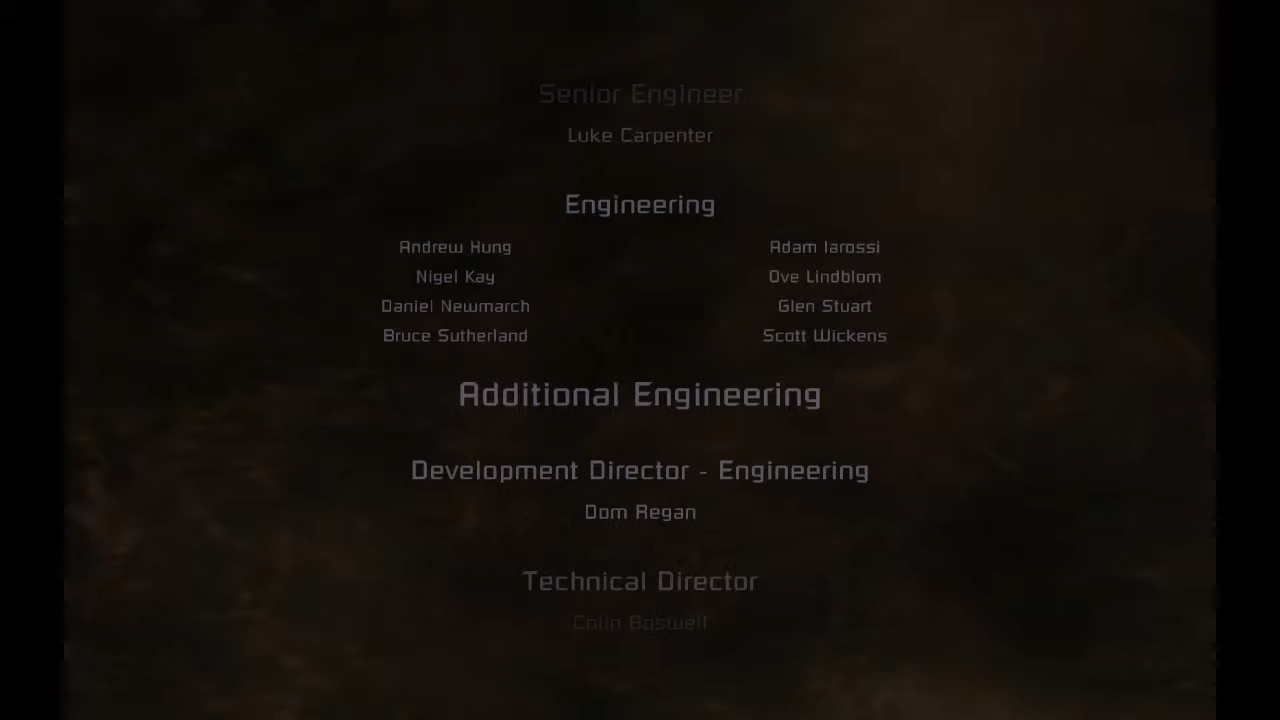 Senior Engineer
Luke Carpenter
Engineering
Andrew Hung
Adam Iarossi
Nigel Kay
Ove Lindblom
Daniel Newmarch
Glen Stuart
Bruce Sutherland
Scott Wickens
Additional Engineering
Development Director - Engineering
Dom Regan
Technical Director
Colin Boswell